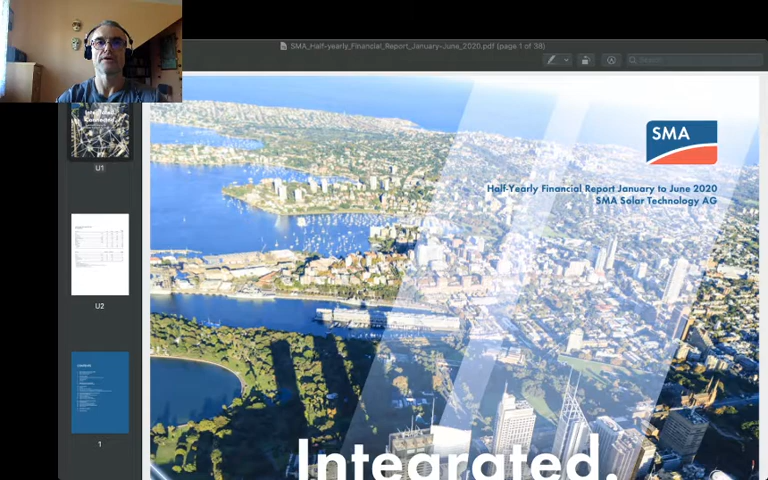 SMA_Half-yearly_Financial_Report_January-June_2020.pdf (page 1 of 38)
Search
SMA
Half-Yearly Financial Report January to June 2020
SMA Solar Technology AG
Integrated.
U1
U2
1